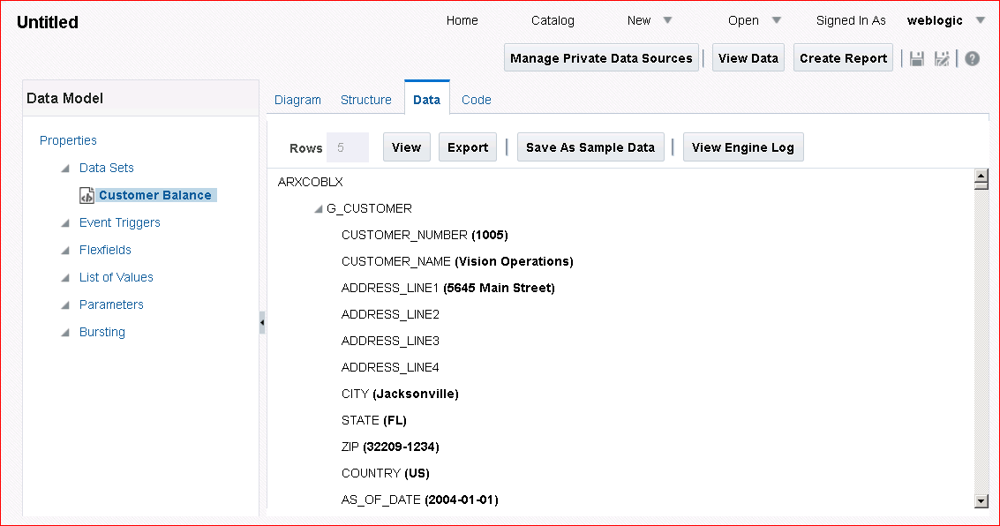 Untitled
Home Catalog New Open Signed In As weblogic
Manage Private Data Sources View Data Create Report ?
Data Model
Properties
Data Sets
Customer Balance
Event Triggers
Flexfields
List of Values
Parameters
Bursting
Diagram Structure Data Code
Rows 5 View Export Save As Sample Data View Engine Log
ARXCOBLX
G_CUSTOMER
CUSTOMER_NUMBER (1005)
CUSTOMER_NAME (Vision Operations)
ADDRESS_LINE1 (5645 Main Street)
ADDRESS_LINE2
ADDRESS_LINE3
ADDRESS_LINE4
CITY (Jacksonville)
STATE (FL)
ZIP (32209-1234)
COUNTRY (US)
AS_OF_DATE (2004-01-01)